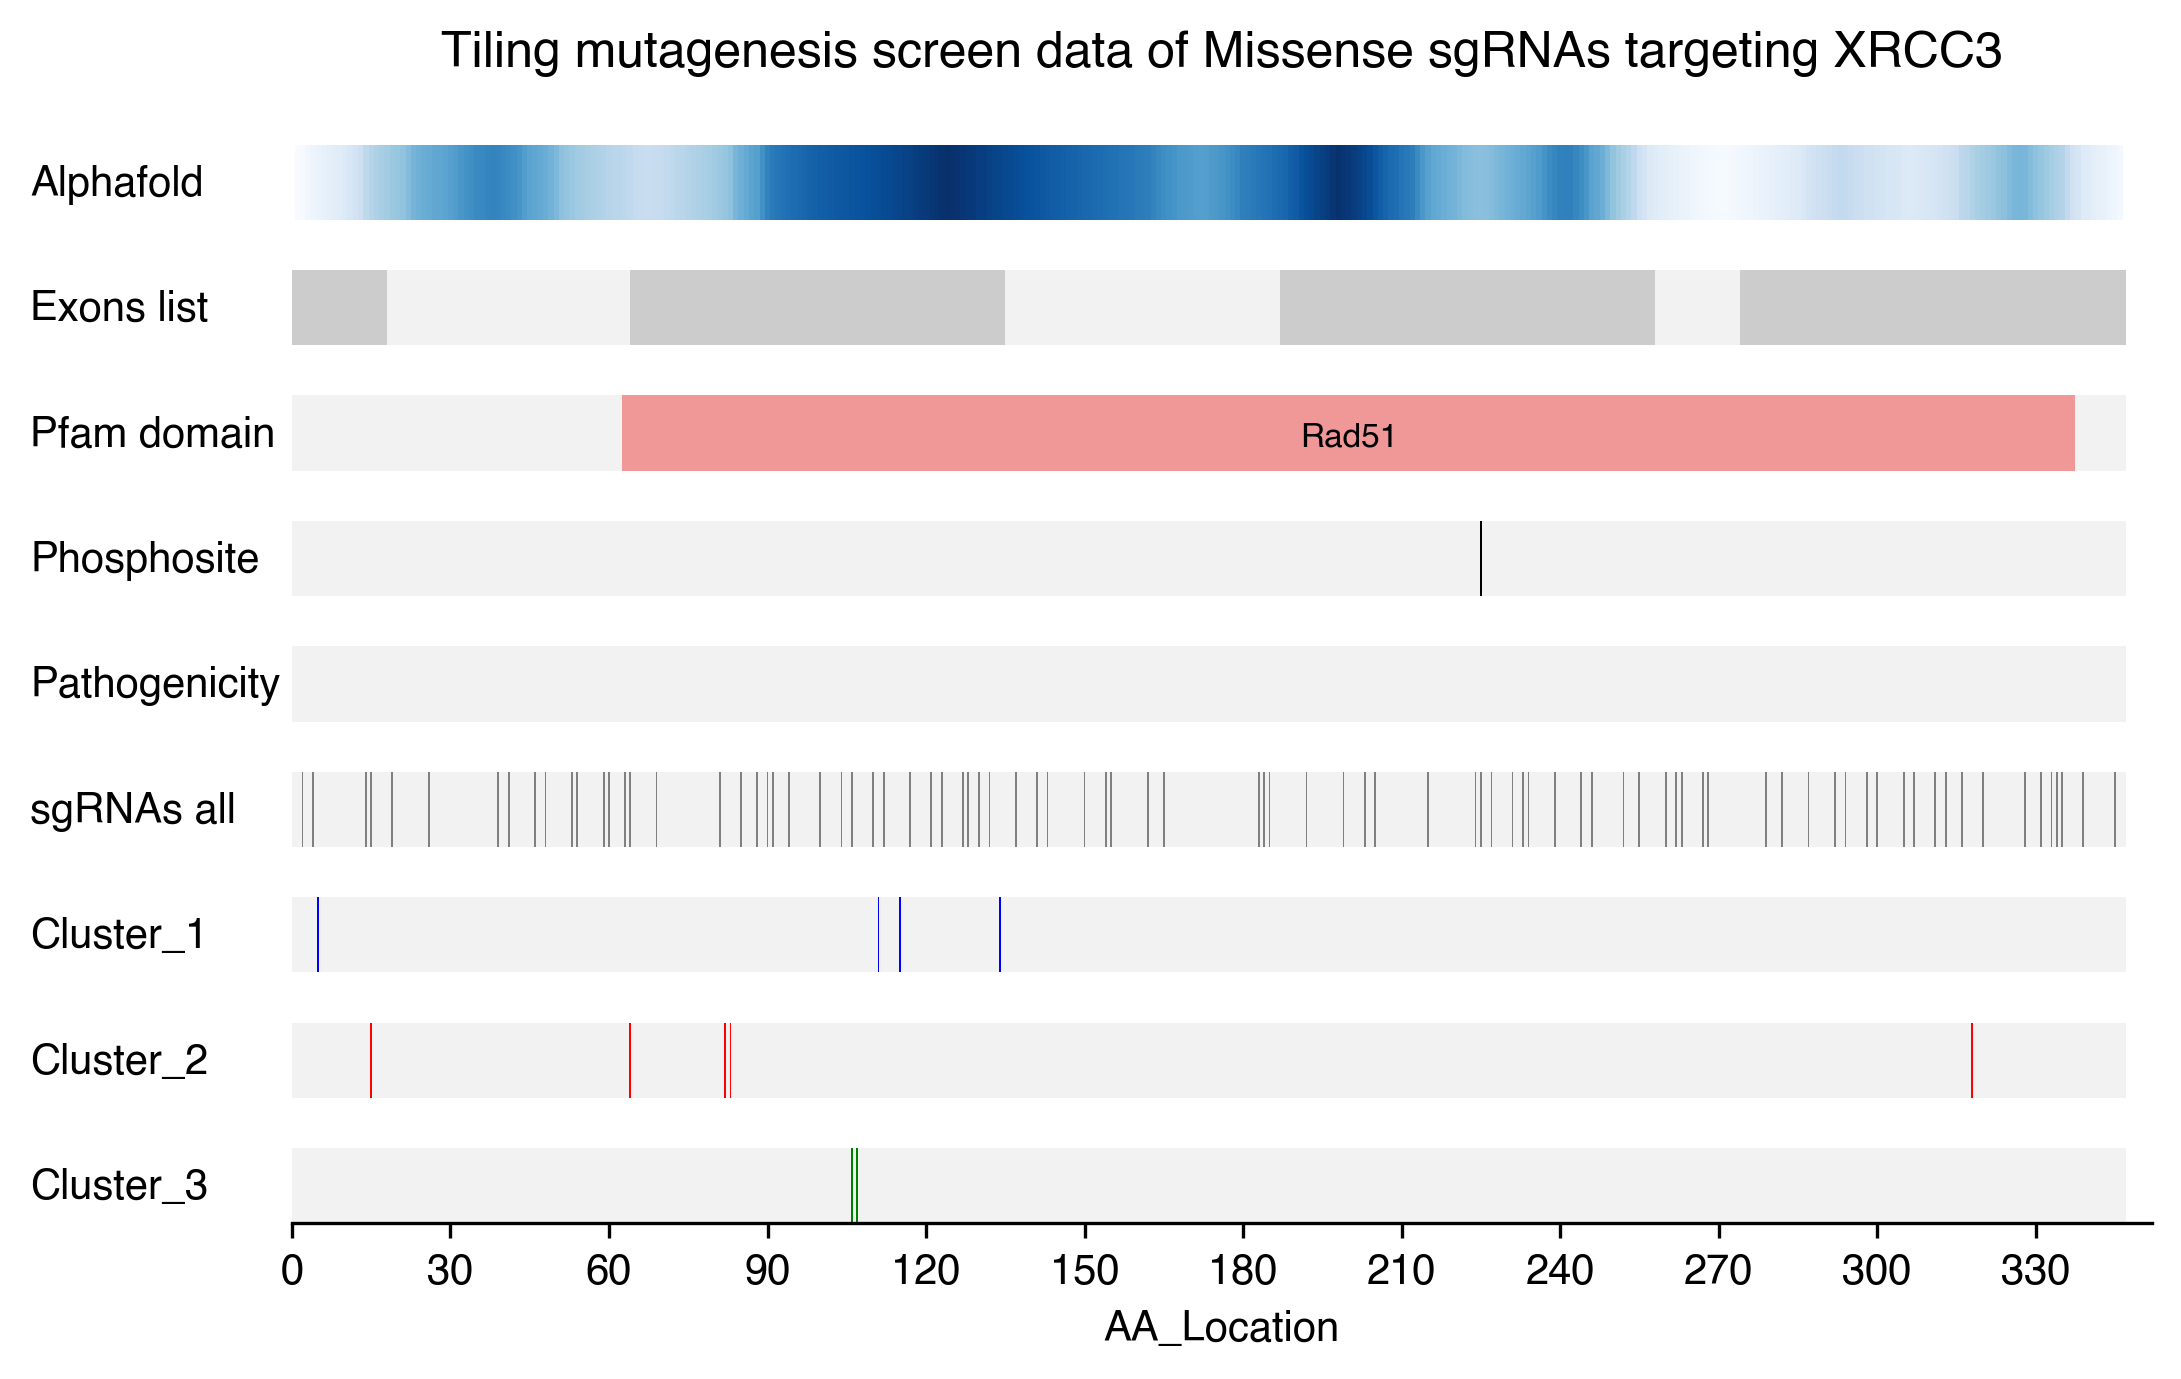 Tiling mutagenesis screen data of Missense sgRNAs targeting XRCC3
Alphafold
Exons list
Pfam domain
Rad51
Phosphosite
Pathogenicity
sgRNAs all
Cluster_1
Cluster_2
Cluster_3
0 30 60 90 120 150 180 210 240 270 300 330
AA_Location